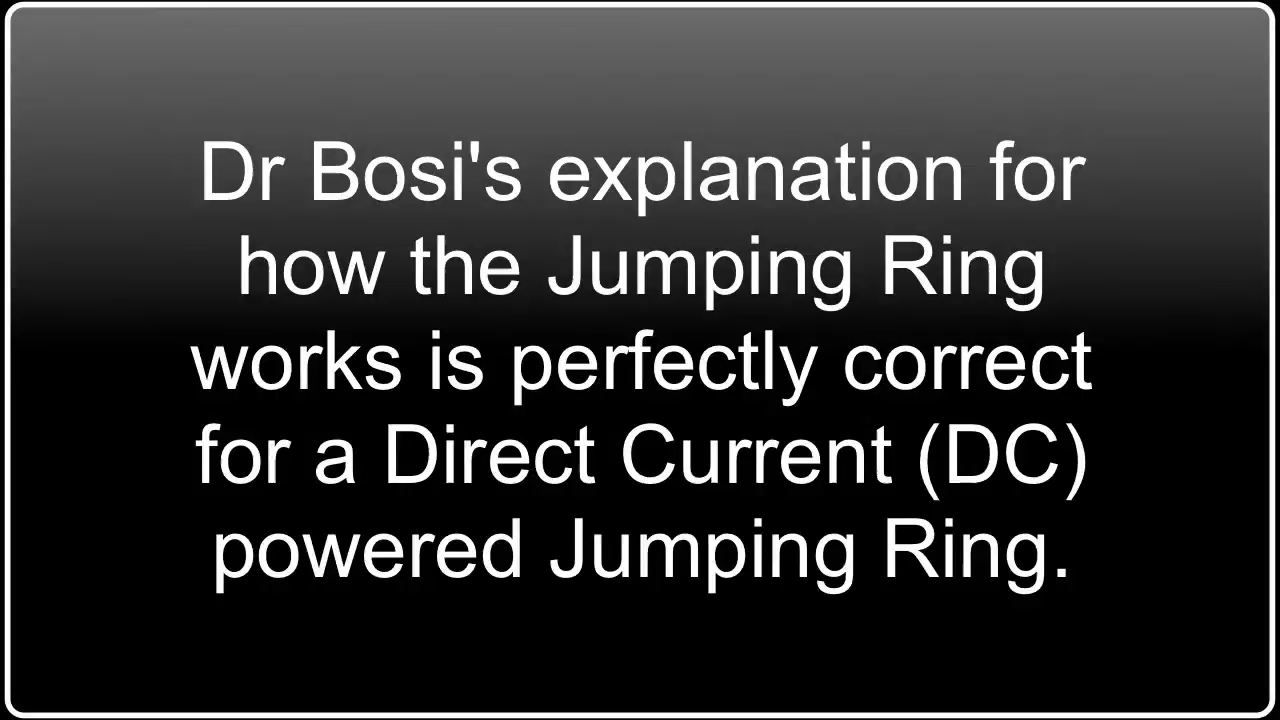 Dr Bosi's explanation for
how the Jumping Ring
works is perfectly correct
for a Direct Current (DC)
powered Jumping Ring.